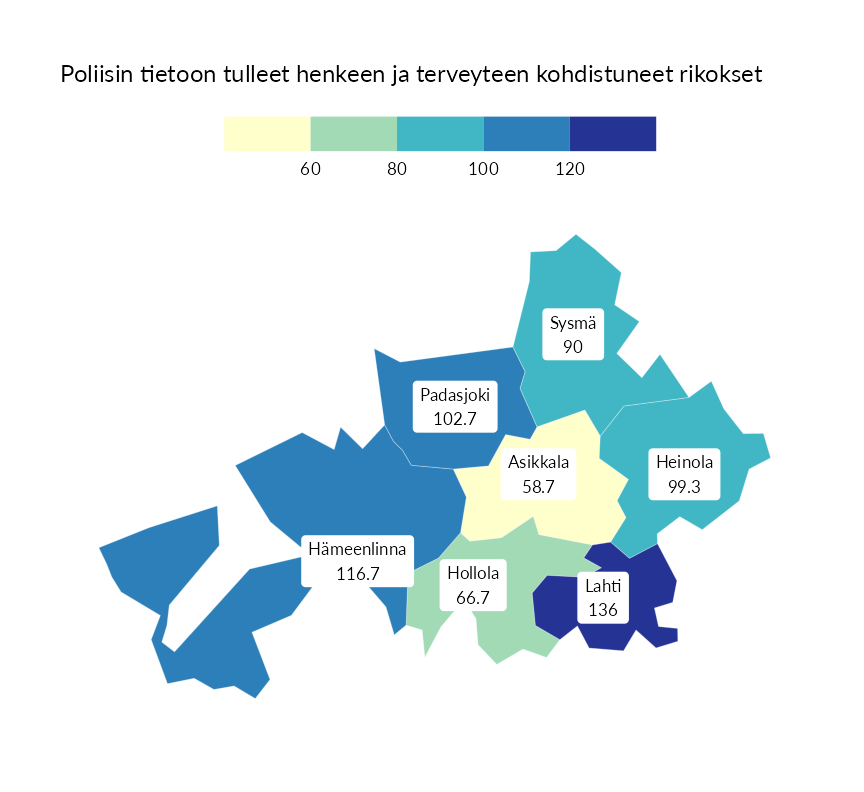 Poliisin tietoon tulleet henkeen ja terveyteen kohdistuneet rikokset
60 80 100 120
Sysmä
90
Padasjoki
102.7
Asikkala
58.7
Heinola
99.3
Hämeenlinna
116.7
Hollola
66.7
Lahti
136